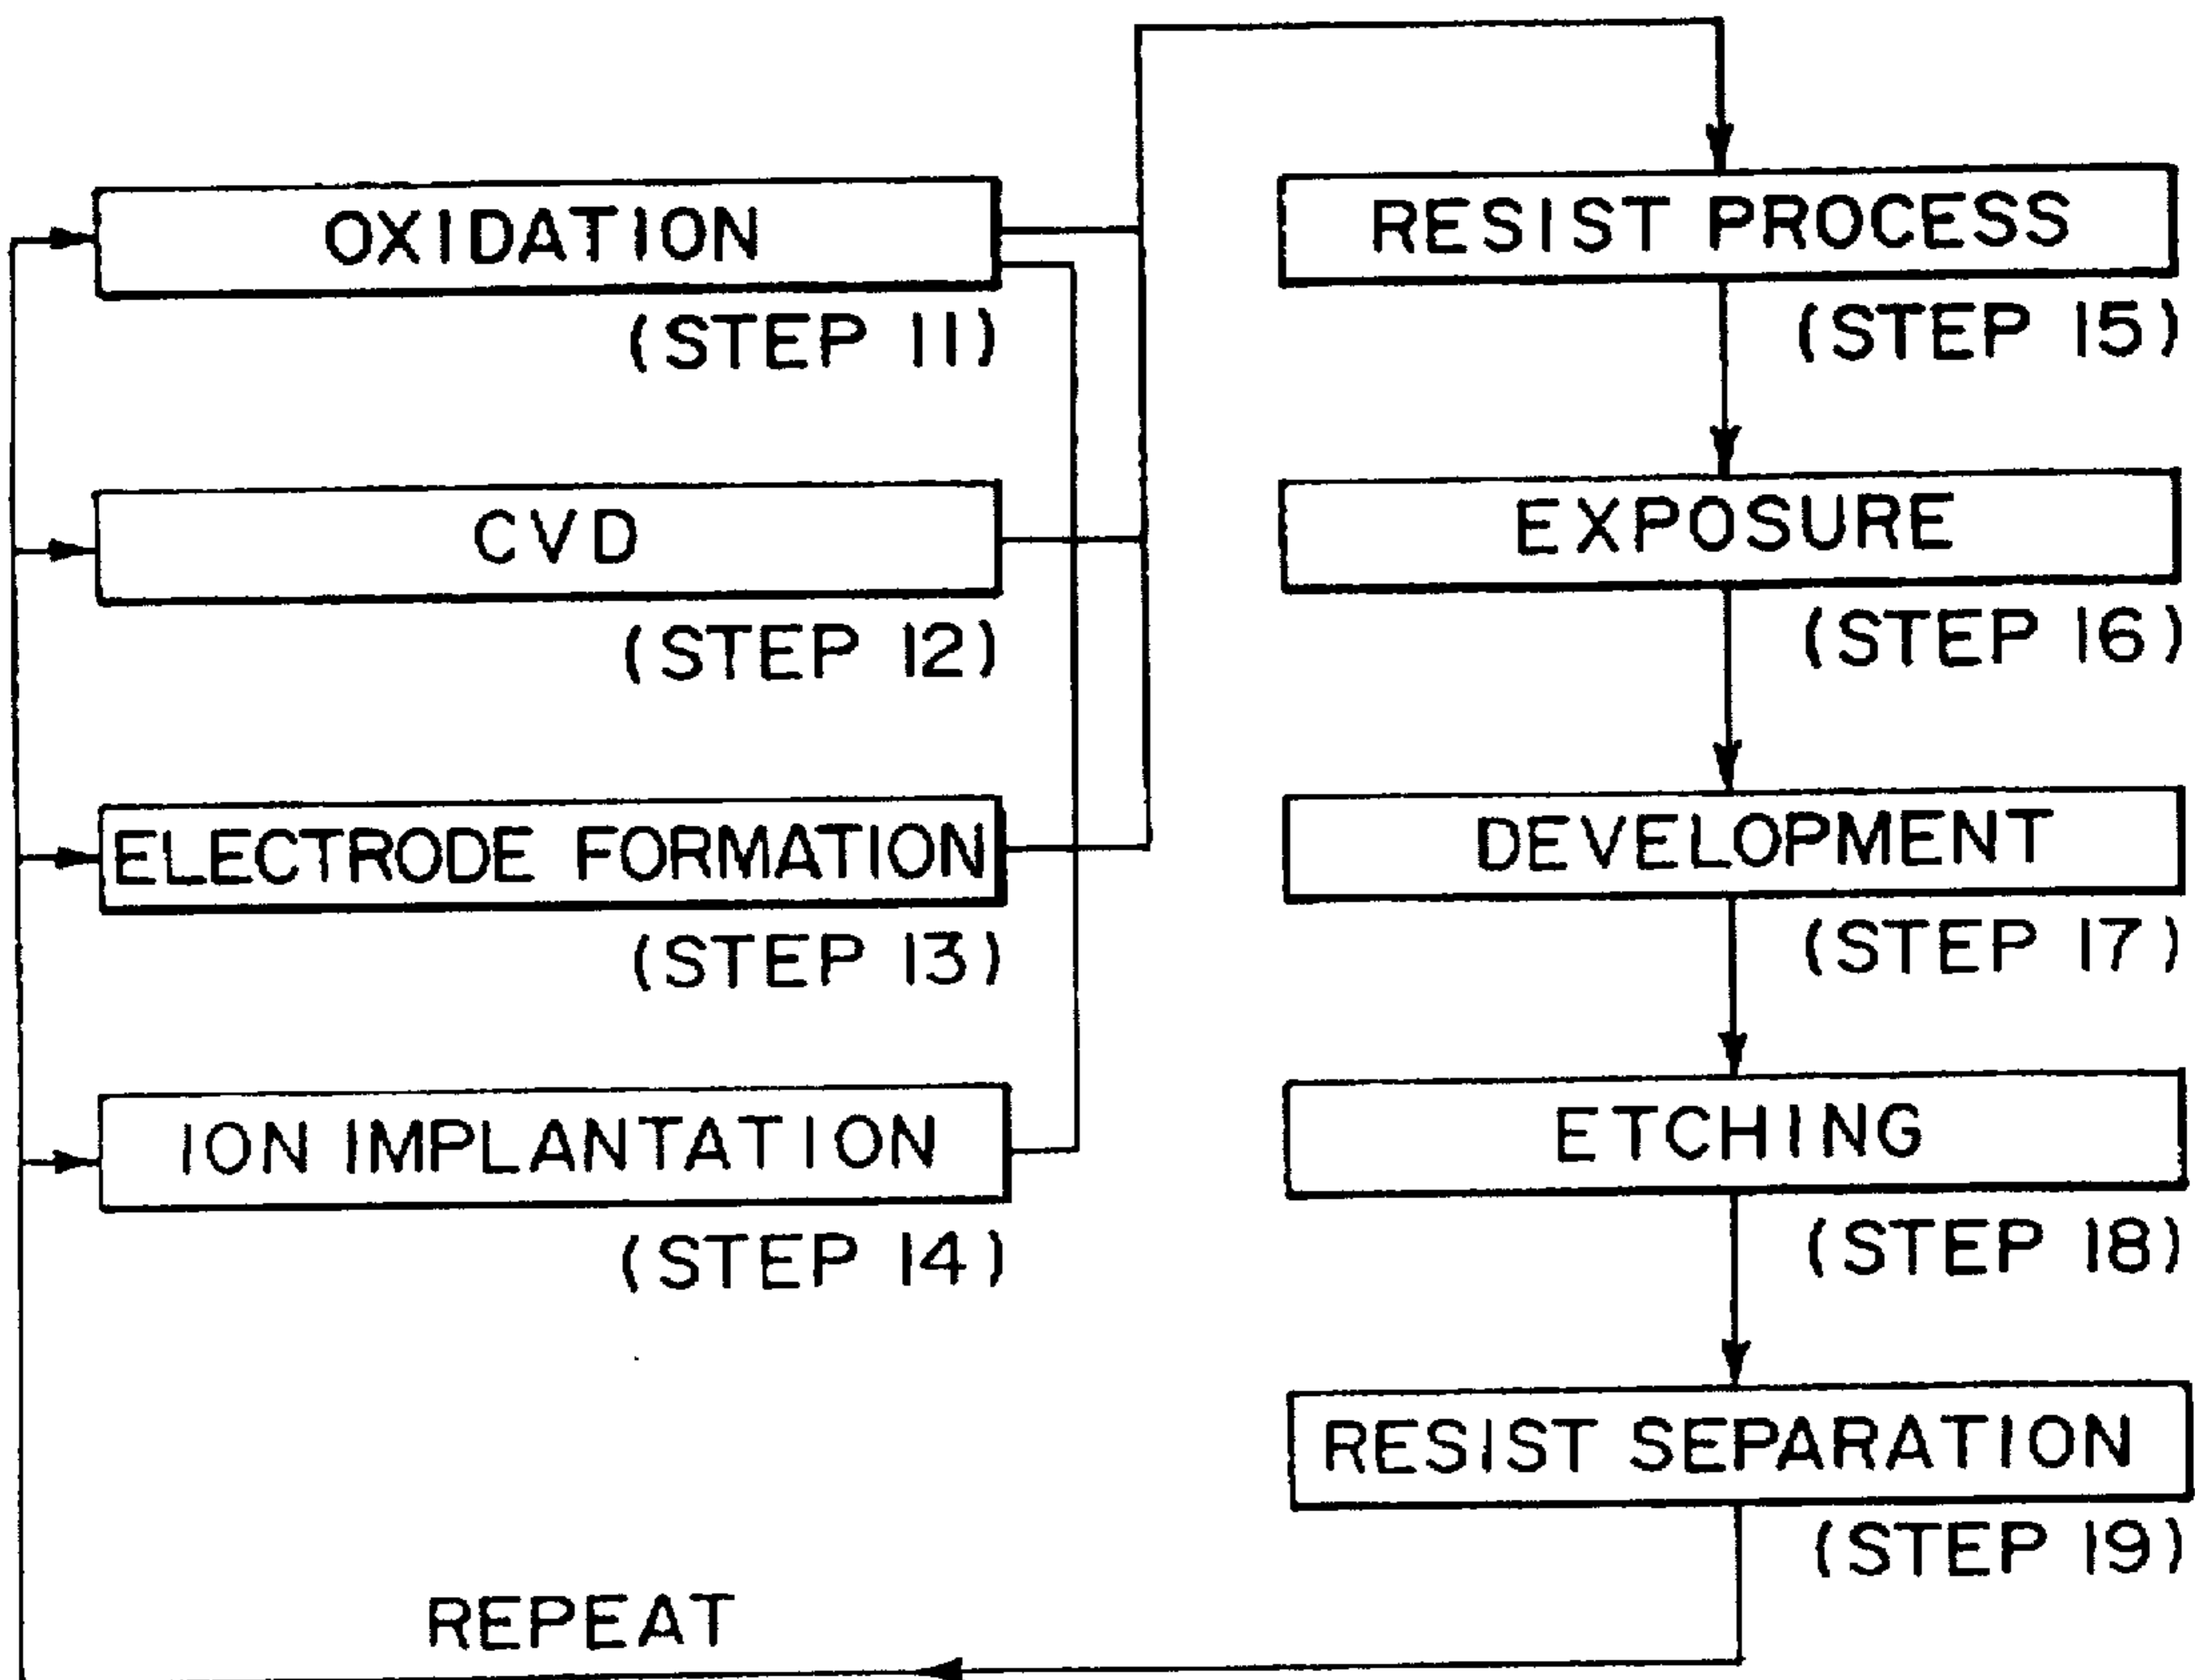 OXIDATION
(STEP 11)
CVD
(STEP 12)
ELECTRODE FORMATION
(STEP 13)
ION IMPLANTATION
(STEP 14)
RESIST PROCESS
(STEP 15)
EXPOSURE
(STEP 16)
DEVELOPMENT
(STEP 17)
ETCHING
(STEP 18)
RESIST SEPARATION
(STEP 19)
REPEAT